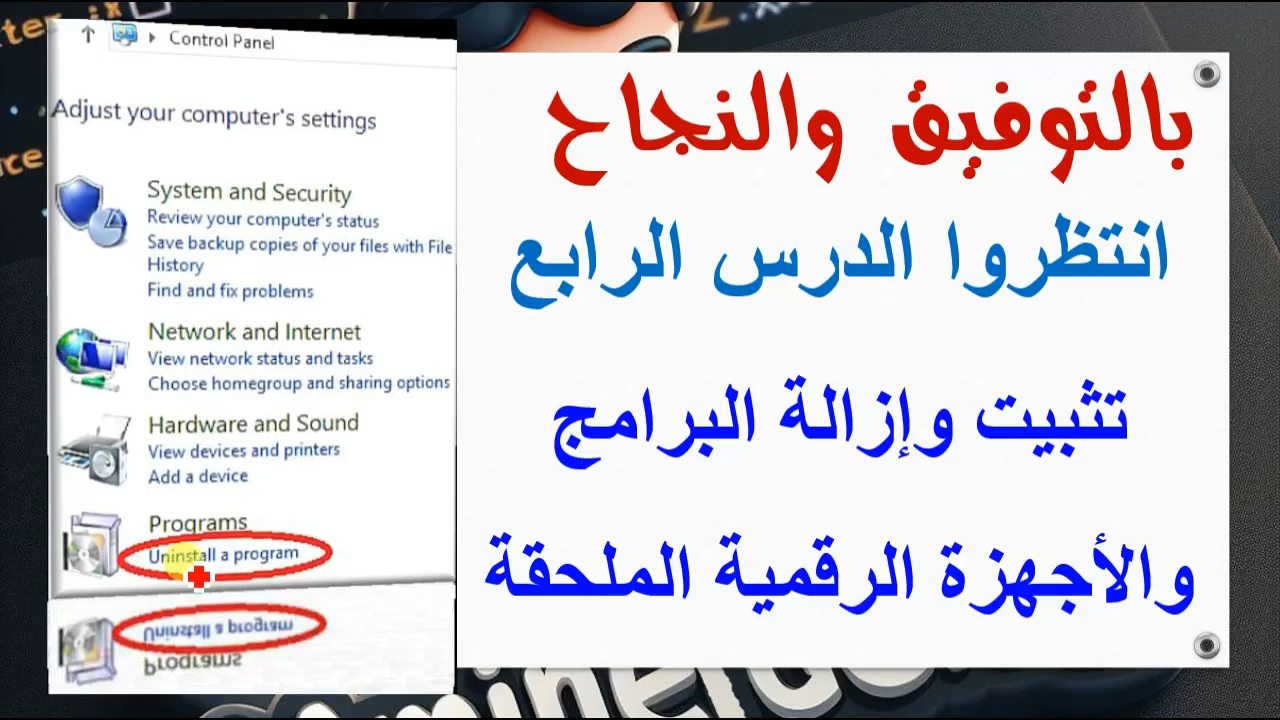 Control Panel
Adjust your computer's settings
System and Security
Review your computer's status
Save backup copies of your files with File
History
Find and fix problems
Network and Internet
View network status and tasks
Choose homegroup and sharing options
Hardware and Sound
View devices and printers
Add a device
Programs
Uninstall a program
Uninstall a program
Programs
بالتوفيق والنجاح
انتظروا الدرس الرابع
تثبيت وإزالة البرامج
والأجهزة الرقمية الملحقة